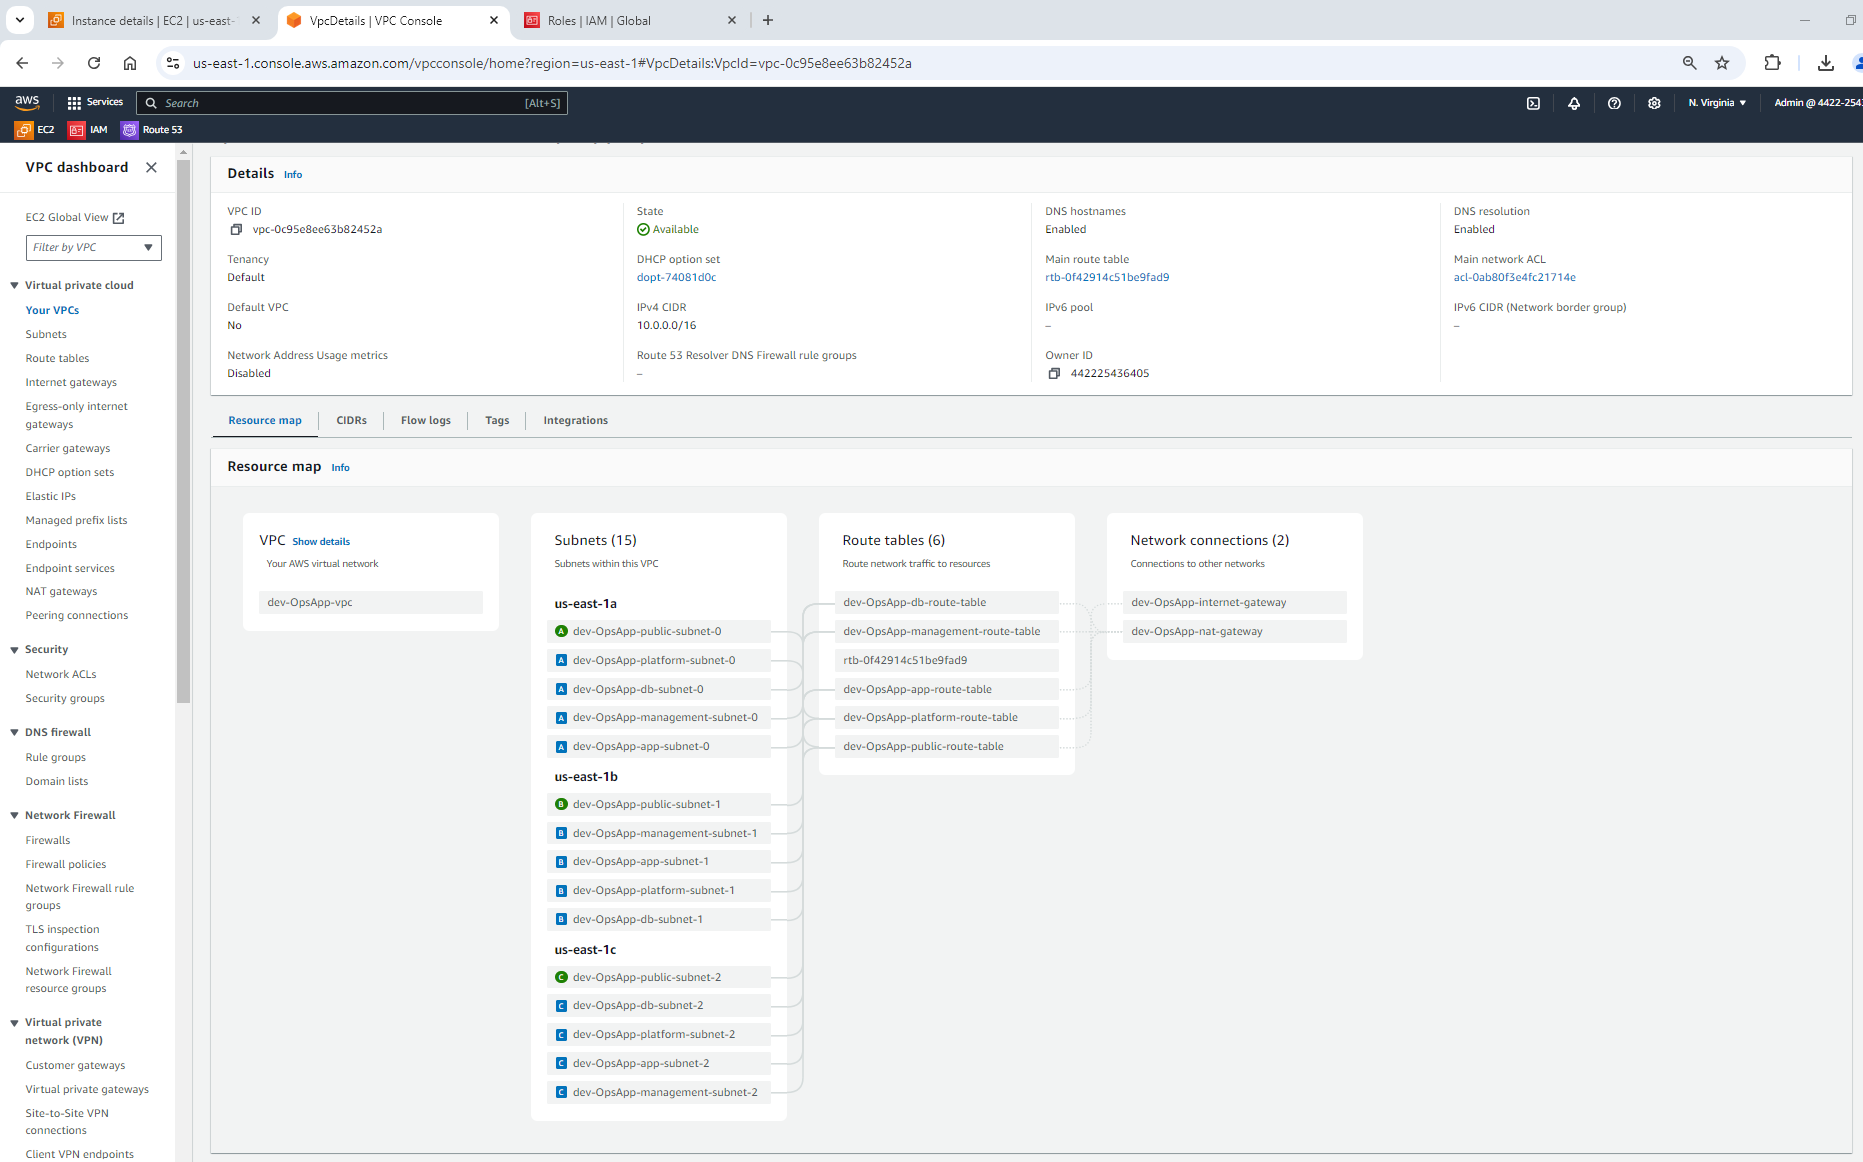 Instance details | EC2 | us-east-
VpcDetails | VPC Console
Roles | IAM | Global
us-east-1.console.aws.amazon.com/vpcconsole/home?region=us-east-1#VpcDetails:VpcId=vpc-0c95e8ee63b82452a
aws
Services
Search
[Alt+S]
N. Virginia
Admin @ 4422-254
EC2
IAM
Route 53
VPC dashboard
EC2 Global View
Filter by VPC
Virtual private cloud
Your VPCs
Subnets
Route tables
Internet gateways
Egress-only internet
gateways
Carrier gateways
DHCP option sets
Elastic IPs
Managed prefix lists
Endpoints
Endpoint services
NAT gateways
Peering connections
Security
Network ACLs
Security groups
DNS firewall
Rule groups
Domain lists
Network Firewall
Firewalls
Firewall policies
Network Firewall rule
groups
TLS inspection
configurations
Network Firewall
resource groups
Virtual private
network (VPN)
Customer gateways
Virtual private gateways
Site-to-Site VPN
connections
Client VPN endpoints
Details Info
VPC ID
vpc-0c95e8ee63b82452a
State
Available
DNS hostnames
Enabled
DNS resolution
Enabled
Tenancy
Default
DHCP option set
dopt-74081d0c
Main route table
rtb-0f42914c51be9fad9
Main network ACL
acl-0ab80f3e4fc21714e
Default VPC
No
IPv4 CIDR
10.0.0.0/16
IPv6 pool
–
IPv6 CIDR (Network border group)
–
Network Address Usage metrics
Disabled
Route 53 Resolver DNS Firewall rule groups
–
Owner ID
442225436405
Resource map
CIDRs
Flow logs
Tags
Integrations
Resource map Info
VPC Show details
Your AWS virtual network
dev-OpsApp-vpc
Subnets (15)
Subnets within this VPC
us-east-1a
A dev-OpsApp-public-subnet-0
A dev-OpsApp-platform-subnet-0
A dev-OpsApp-db-subnet-0
A dev-OpsApp-management-subnet-0
A dev-OpsApp-app-subnet-0
us-east-1b
B dev-OpsApp-public-subnet-1
B dev-OpsApp-management-subnet-1
B dev-OpsApp-app-subnet-1
B dev-OpsApp-platform-subnet-1
B dev-OpsApp-db-subnet-1
us-east-1c
C dev-OpsApp-public-subnet-2
C dev-OpsApp-db-subnet-2
C dev-OpsApp-platform-subnet-2
C dev-OpsApp-app-subnet-2
C dev-OpsApp-management-subnet-2
Route tables (6)
Route network traffic to resources
dev-OpsApp-db-route-table
dev-OpsApp-management-route-table
rtb-0f42914c51be9fad9
dev-OpsApp-app-route-table
dev-OpsApp-platform-route-table
dev-OpsApp-public-route-table
Network connections (2)
Connections to other networks
dev-OpsApp-internet-gateway
dev-OpsApp-nat-gateway